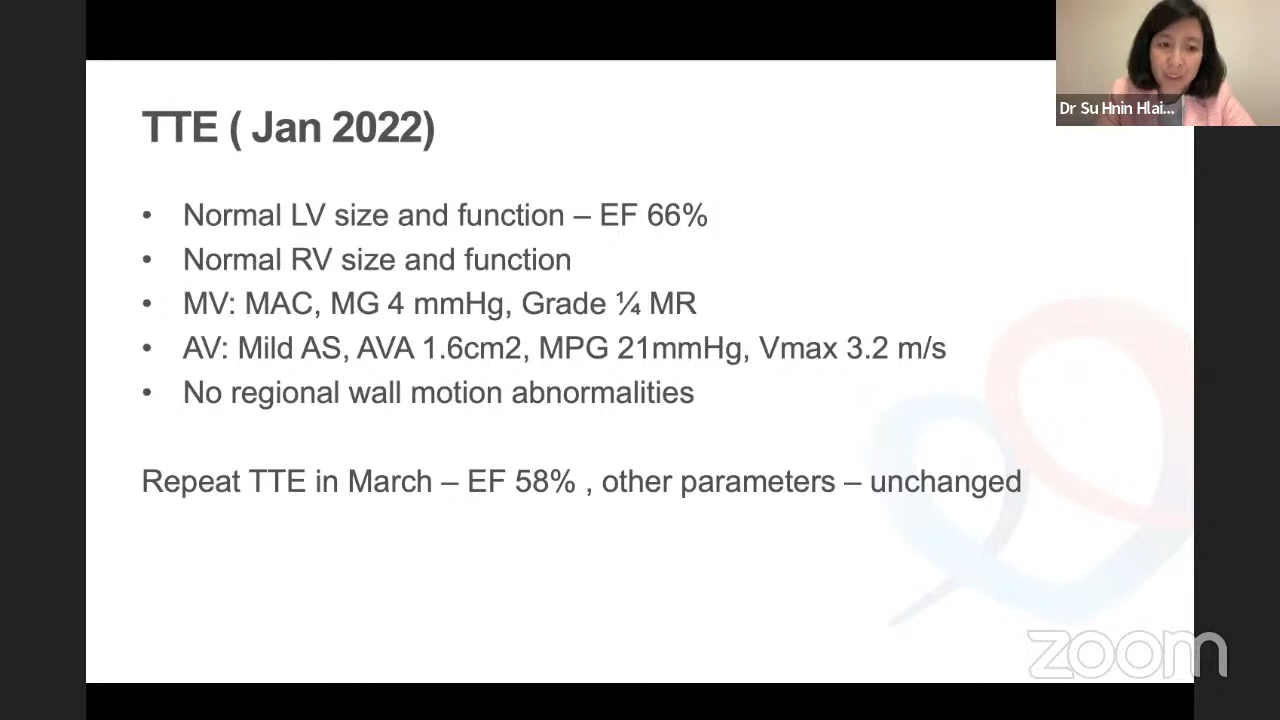 Dr Su Hnin Hlai...
TTE ( Jan 2022)
• Normal LV size and function – EF 66%
• Normal RV size and function
• MV: MAC, MG 4 mmHg, Grade ¼ MR
• AV: Mild AS, AVA 1.6cm2, MPG 21mmHg, Vmax 3.2 m/s
• No regional wall motion abnormalities
Repeat TTE in March – EF 58% , other parameters – unchanged
zoom